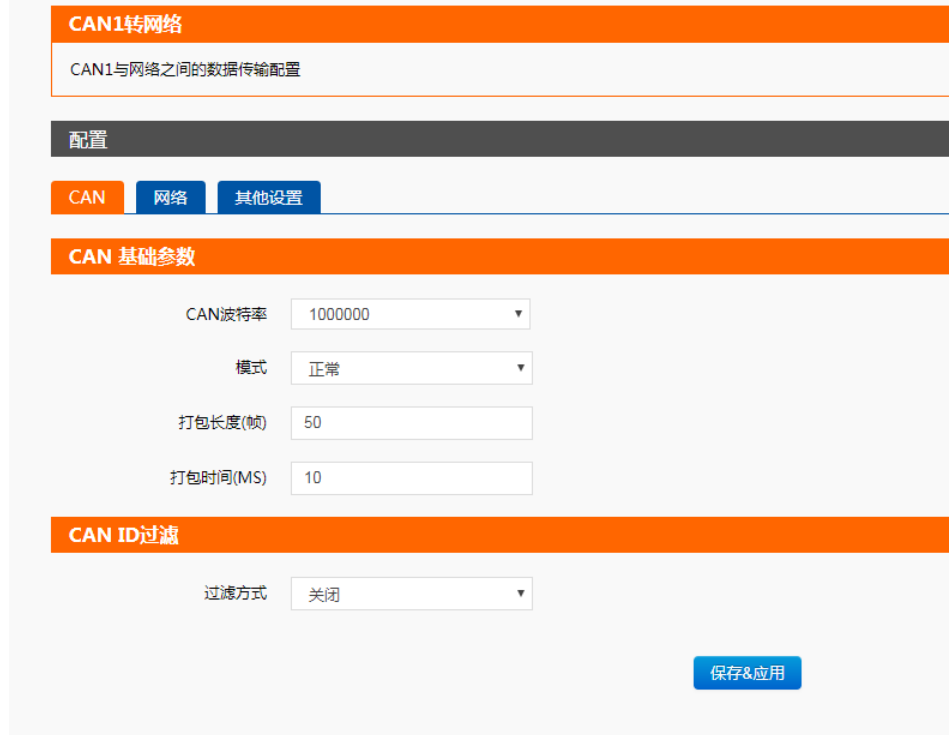 CAN1转网络
CAN1与网络之间的数据传输配置
配置
CAN 网络 其他设置
CAN 基础参数
CAN波特率 1000000
模式 正常
打包长度(帧) 50
打包时间(MS) 10
CAN ID过滤
过滤方式 关闭
保存&应用